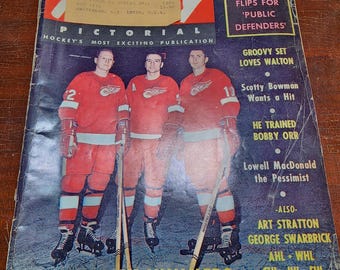 PICTORIAL
HOCKEY'S MOST EXCITING PUBLICATION
FLIPS FOR
'PUBLIC
DEFENDERS'
GROOVY SET
LOVES WALTON
Scotty Bowman
Wants a Hit
HE TRAINED
BOBBY ORR
Lowell MacDonald
the Pessimist
-ALSO-
ART STRATTON
GEORGE SWARBRICK
AHL - WHL
2